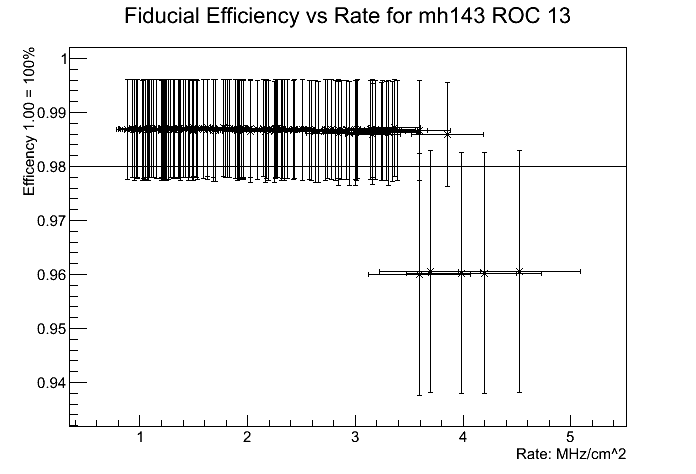 Fiducial Efficiency vs Rate for mh143 ROC 13
Efficency 1.00 = 100%
1
0.99
0.98
0.97
0.96
0.95
0.94
1 2 3 4 5
Rate: MHz/cm^2